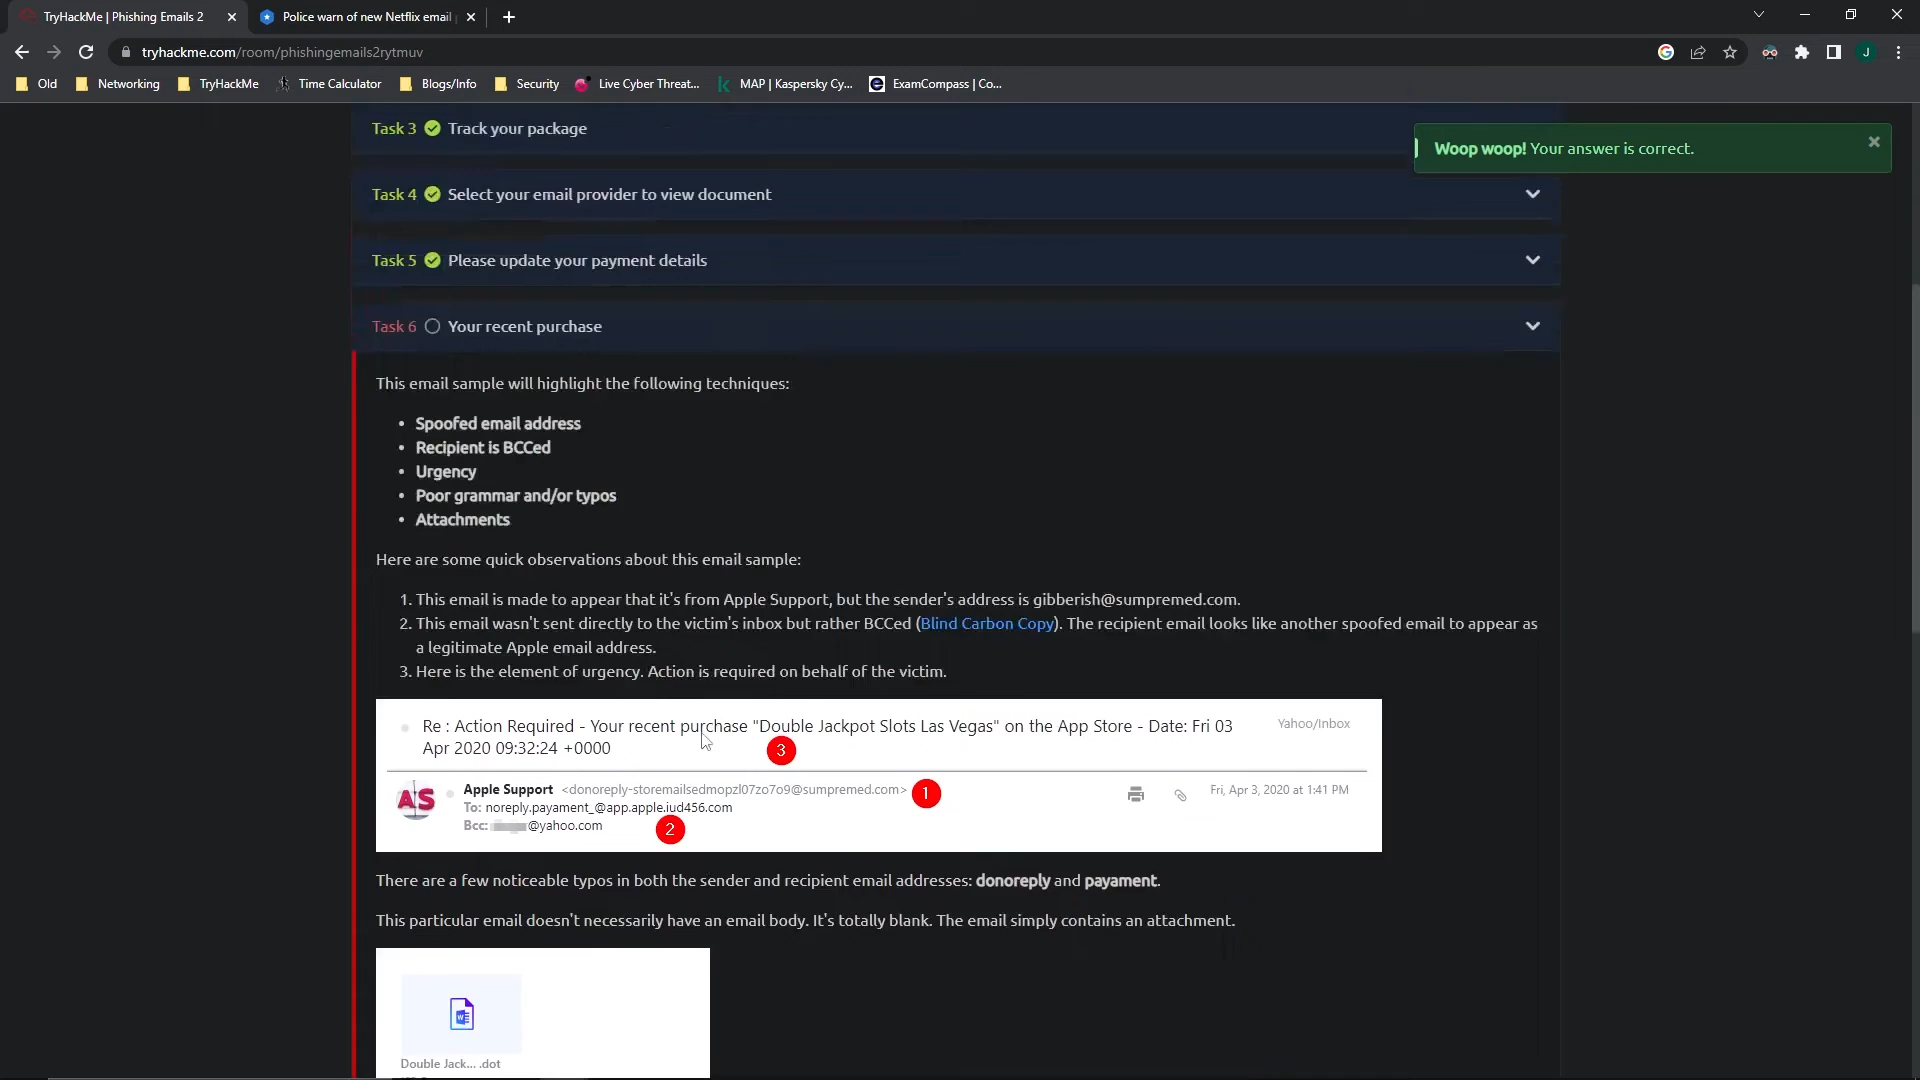 TryHackMe | Phishing Emails 2
Police warn of new Netflix email
tryhackme.com/room/phishingemails2rytmuv
J
Old
Networking
TryHackMe
Time Calculator
Blogs/Info
Security
Live Cyber Threat...
MAP | Kaspersky Cy...
ExamCompass | Co...
Task 3 Track your package
Woop woop! Your answer is correct.
Task 4 Select your email provider to view document
Task 5 Please update your payment details
Task 6 Your recent purchase
This email sample will highlight the following techniques:
• Spoofed email address
• Recipient is BCCed
• Urgency
• Poor grammar and/or typos
• Attachments
Here are some quick observations about this email sample:
1. This email is made to appear that it's from Apple Support, but the sender's address is gibberish@sumpremed.com.
2. This email wasn't sent directly to the victim's inbox but rather BCCed (Blind Carbon Copy). The recipient email looks like another spoofed email to appear as
a legitimate Apple email address.
3. Here is the element of urgency. Action is required on behalf of the victim.
Re : Action Required - Your recent purchase "Double Jackpot Slots Las Vegas" on the App Store - Date: Fri 03
Yahoo/Inbox
Apr 2020 09:32:24 +0000
3
AS
Apple Support <donoreply-storemailsedmopzl07zo7o9@sumpremed.com>
1
Fri, Apr 3, 2020 at 1:41 PM
To: noreply.payament_@app.apple.iud456.com
Bcc: @yahoo.com
2
There are a few noticeable typos in both the sender and recipient email addresses: donoreply and payament.
This particular email doesn't necessarily have an email body. It's totally blank. The email simply contains an attachment.
Double Jack... .dot